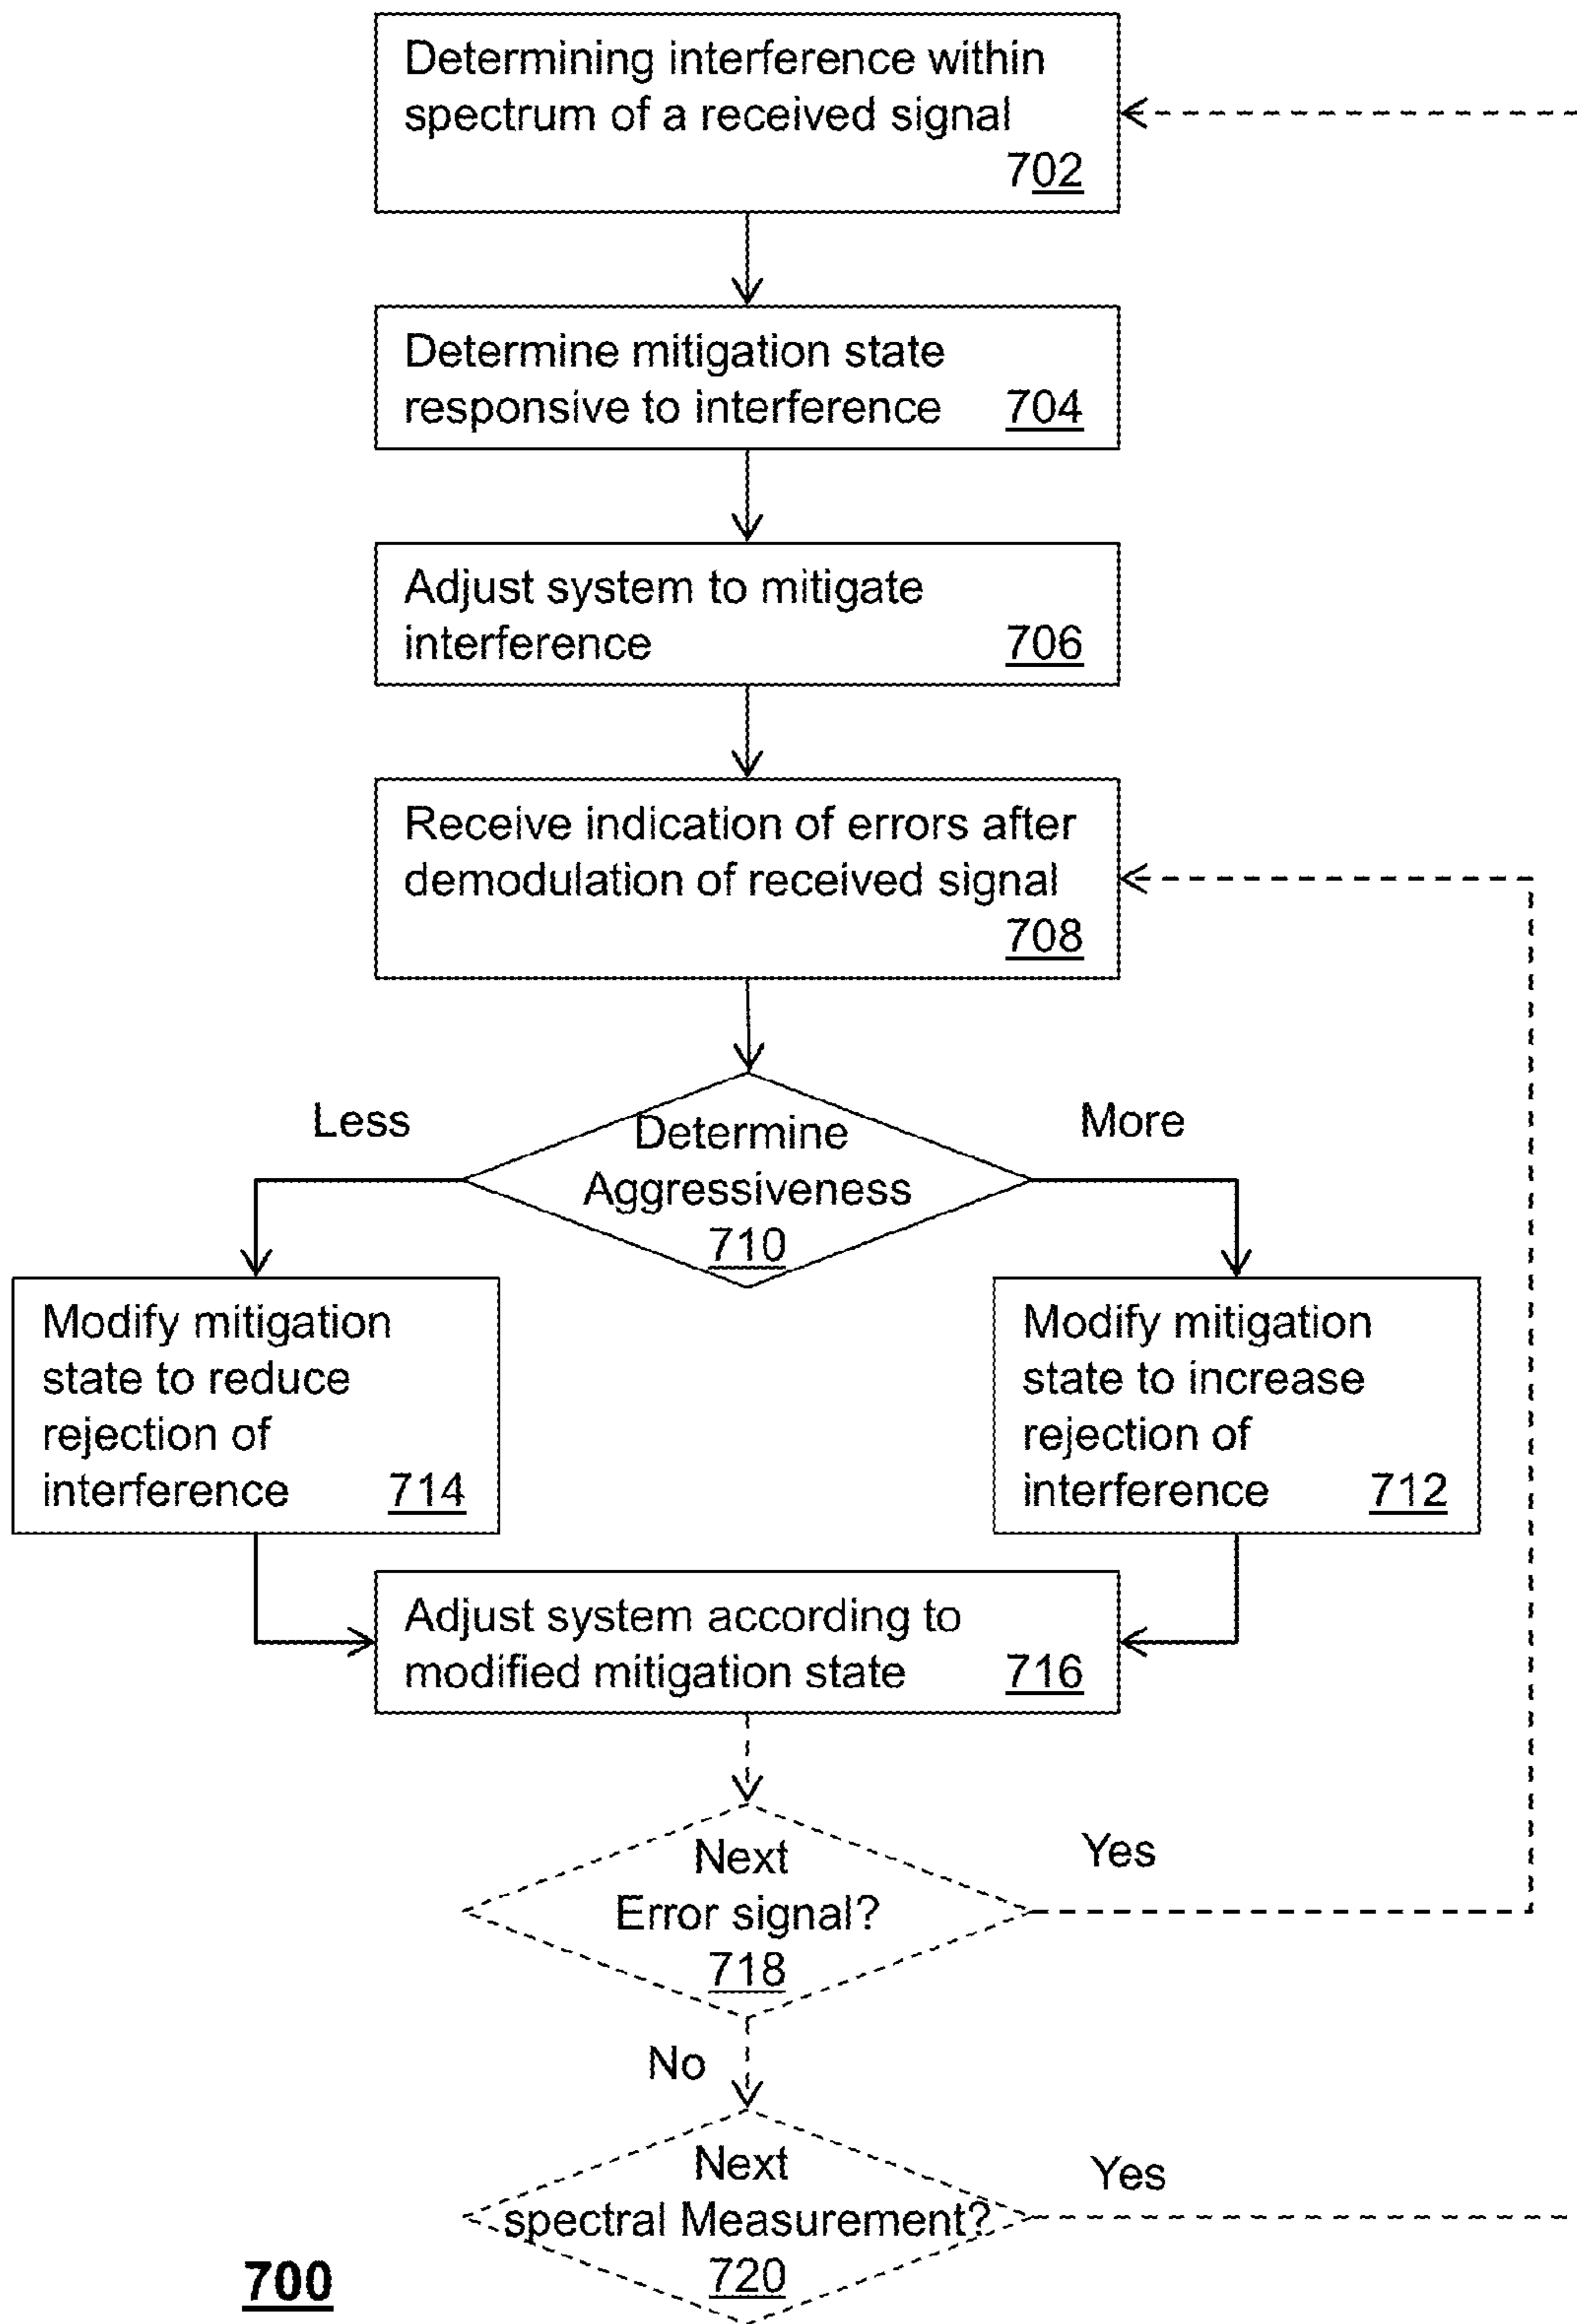 Determining interference within
spectrum of a received signal
702
Determine mitigation state
responsive to interference 704
Adjust system to mitigate
interference 706
Receive indication of errors after
demodulation of received signal
708
Less
More
Determine
Aggressiveness
710
Modify mitigation
state to reduce
rejection of
interference 714
Modify mitigation
state to increase
rejection of
interference 712
Adjust system according to
modified mitigation state 716
Next
Error signal?
718
Yes
No
Next
spectral Measurement?
720
Yes
700